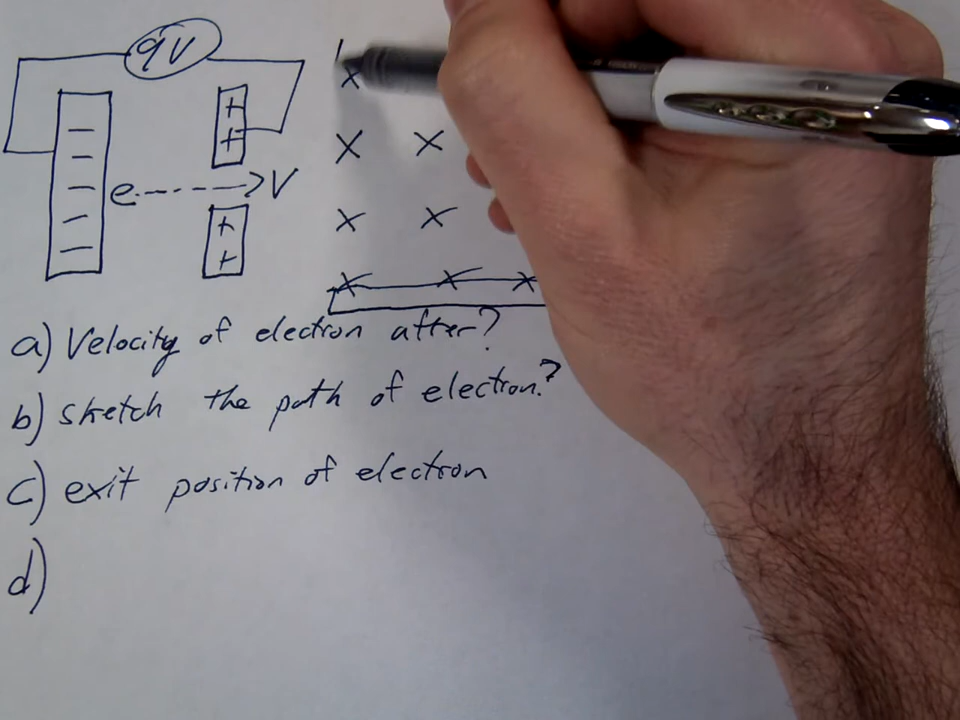 9V
e V
a) Velocity of electron after?
b) sketch the path of electron?
c) exit position of electron
d)